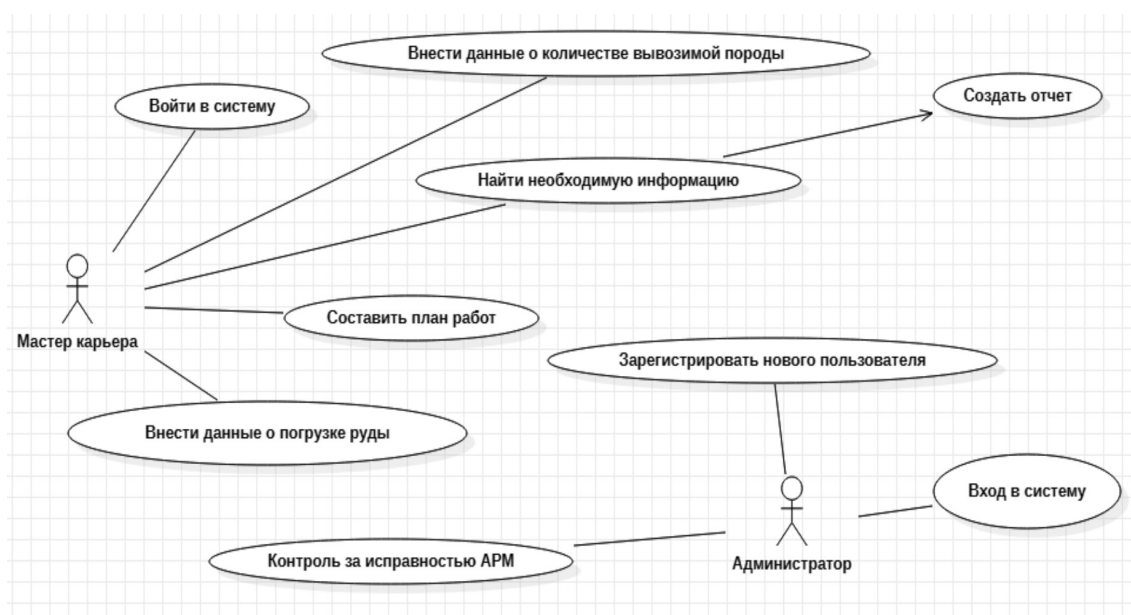 Внести данные о количестве вывозимой породы
Войти в систему
Создать отчет
Найти необходимую информацию
Составить план работ
Мастер карьера
Зарегистрировать нового пользователя
Внести данные о погрузке руды
Вход в систему
Контроль за исправностью АРМ
Администратор